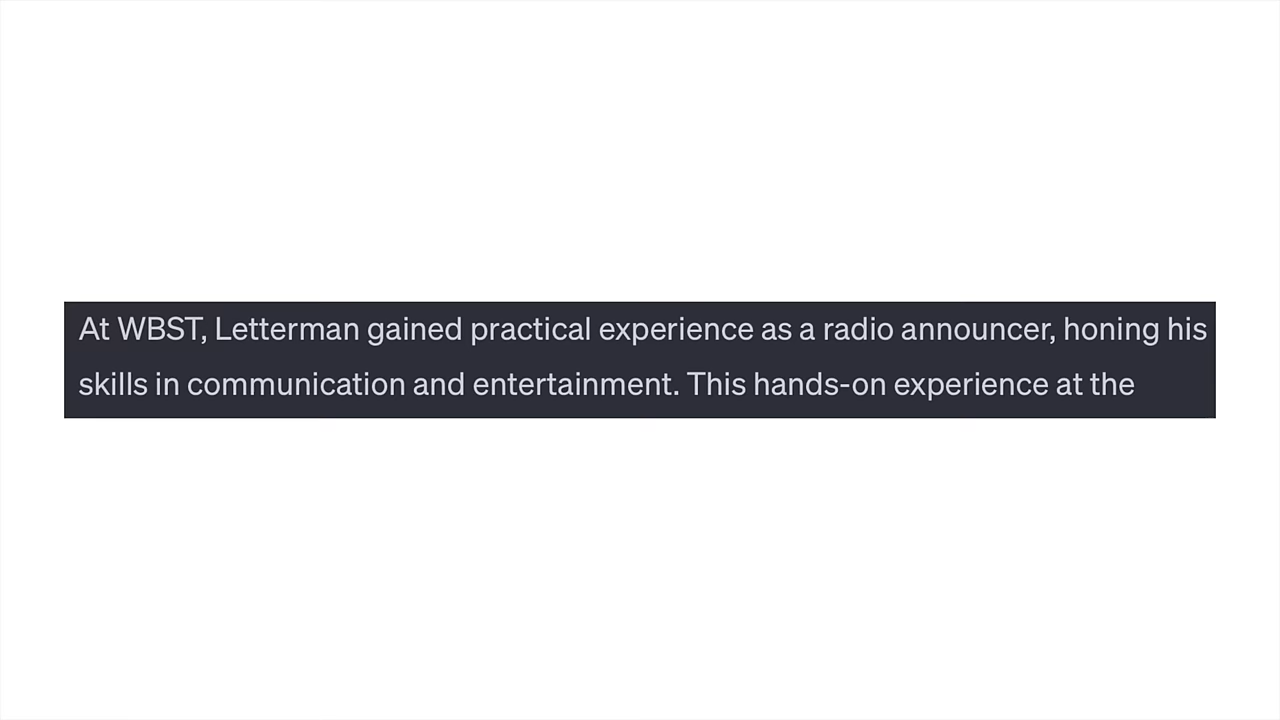 At WBST, Letterman gained practical experience as a radio announcer, honing his
skills in communication and entertainment. This hands-on experience at the